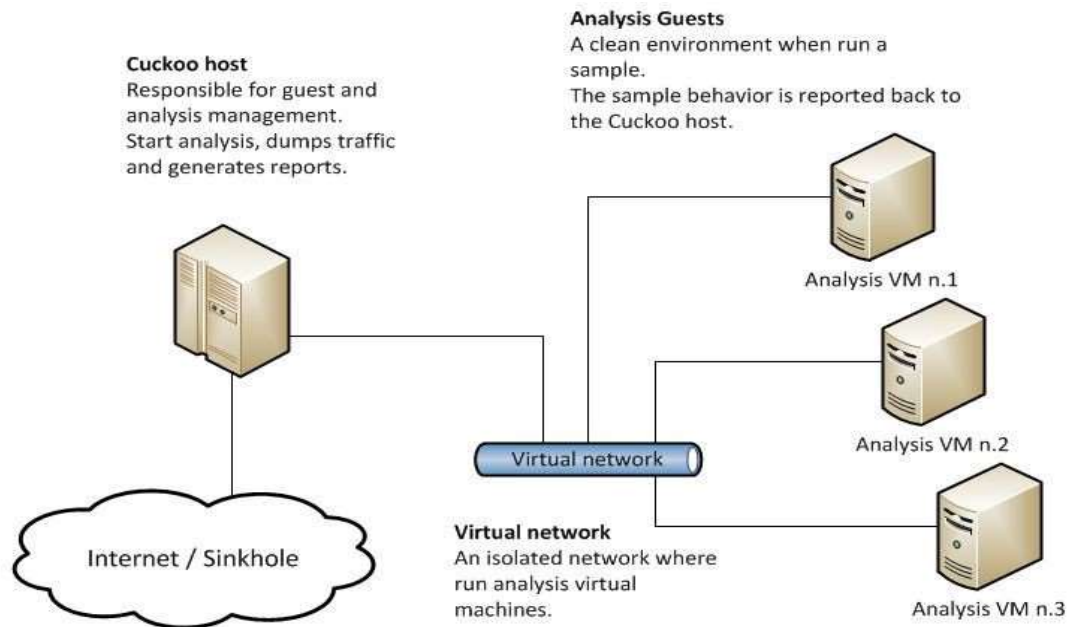 Cuckoo host
Responsible for guest and
analysis management.
Start analysis, dumps traffic
and generates reports.
Analysis Guests
A clean environment when run a
sample.
The sample behavior is reported back to
the Cuckoo host.
Analysis VM n.1
Analysis VM n.2
Analysis VM n.3
Virtual network
Virtual network
An isolated network where
run analysis virtual
machines.
Internet / Sinkhole